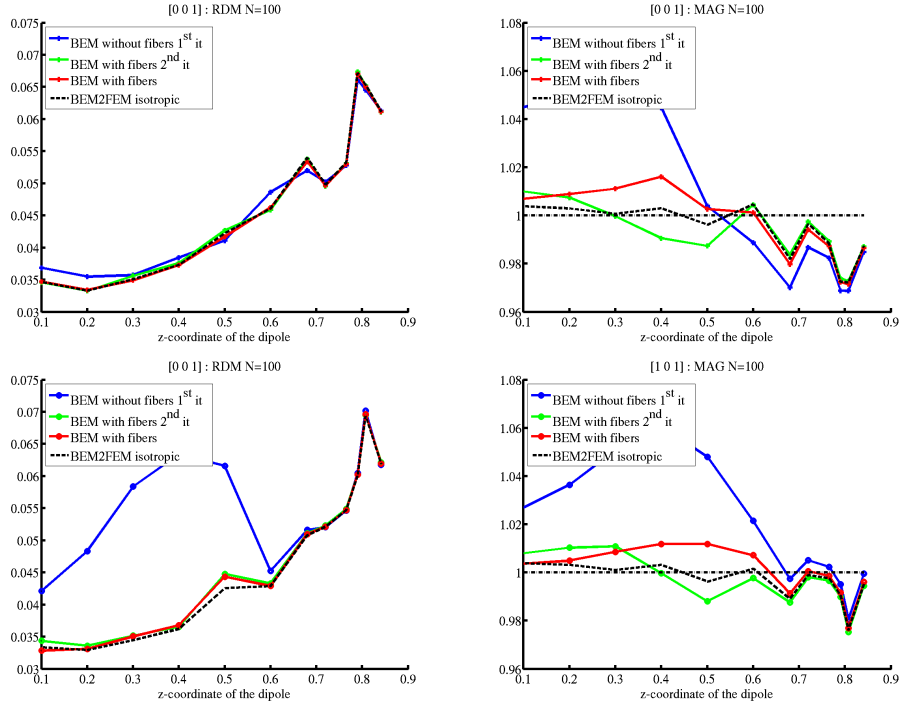 [0 0 1] : RDM N=100
0.075
0.07
0.065
0.06
0.055
0.05
0.045
0.04
0.035
0.03
BEM without fibers 1st it
BEM with fibers 2nd it
BEM with fibers
BEM2FEM isotropic
0.1 0.2 0.3 0.4 0.5 0.6 0.7 0.8 0.9
z-coordinate of the dipole
[0 0 1] : MAG N=100
1.08
1.06
1.04
1.02
1
0.98
0.96
BEM without fibers 1st it
BEM with fibers 2nd it
BEM with fibers
BEM2FEM isotropic
0.1 0.2 0.3 0.4 0.5 0.6 0.7 0.8 0.9
z-coordinate of the dipole
[0 0 1] : RDM N=100
0.075
0.07
0.065
0.06
0.055
0.05
0.045
0.04
0.035
0.03
BEM without fibers 1st it
BEM with fibers 2nd it
BEM with fibers
BEM2FEM isotropic
0.1 0.2 0.3 0.4 0.5 0.6 0.7 0.8 0.9
z-coordinate of the dipole
[1 0 1] : MAG N=100
1.08
1.06
1.04
1.02
1
0.98
0.96
BEM without fibers 1st it
BEM with fibers 2nd it
BEM with fibers
BEM2FEM isotropic
0.1 0.2 0.3 0.4 0.5 0.6 0.7 0.8 0.9
z-coordinate of the dipole